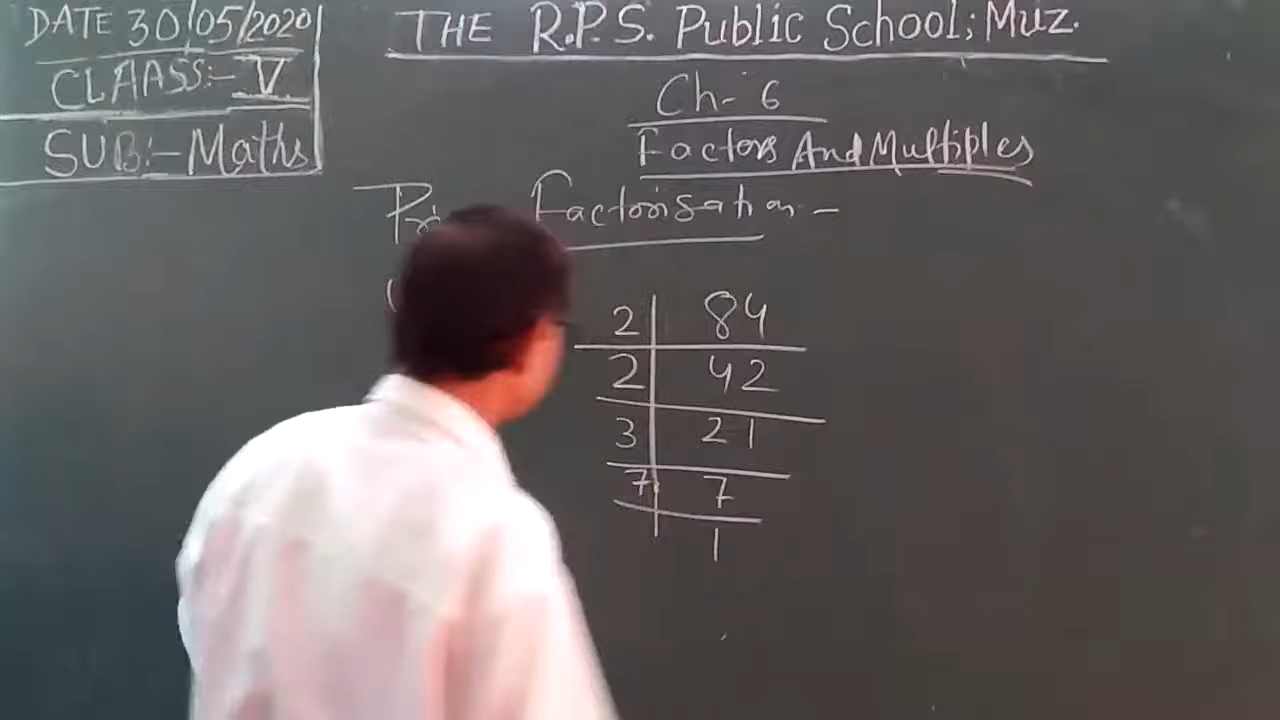 DATE 30/05/2020
CLAASS:- V
SUB:- Maths
THE R.P.S. Public School; Muz.
Ch- 6
Factors And Multiples
Factorisation -
2 84
2 42
3 21
7 7
1